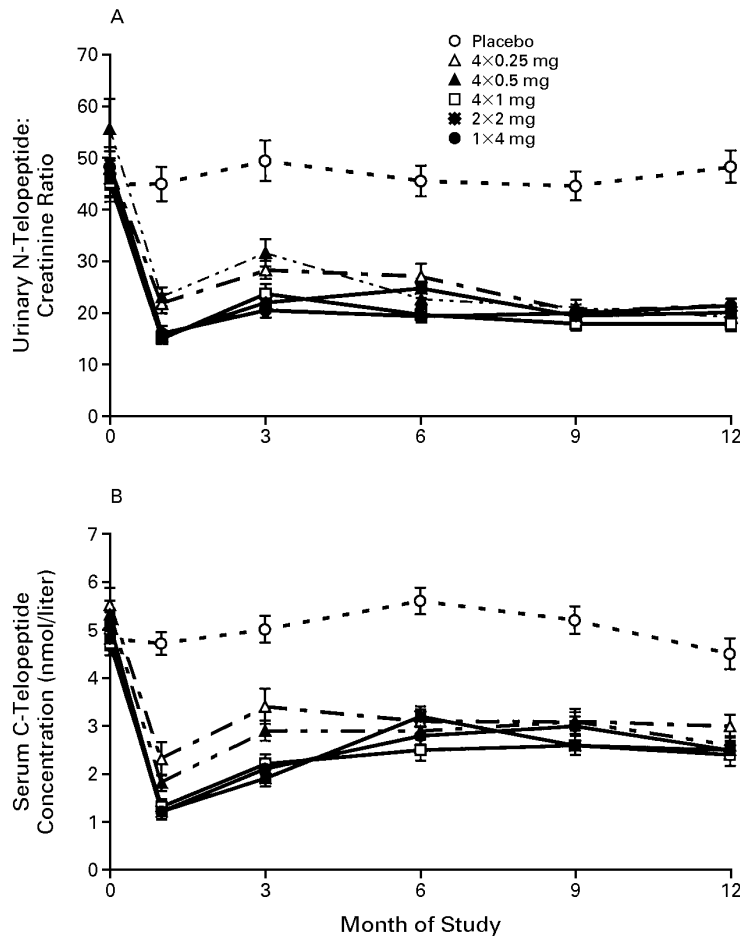 A
Placebo
4×0.25 mg
4×0.5 mg
4×1 mg
2×2 mg
1×4 mg
Urinary N-Telopeptide:
Creatinine Ratio
70
60
50
40
30
20
10
0
0 3 6 9 12
B
Serum C-Telopeptide
Concentration (nmol/liter)
7
6
5
4
3
2
1
0
0 3 6 9 12
Month of Study